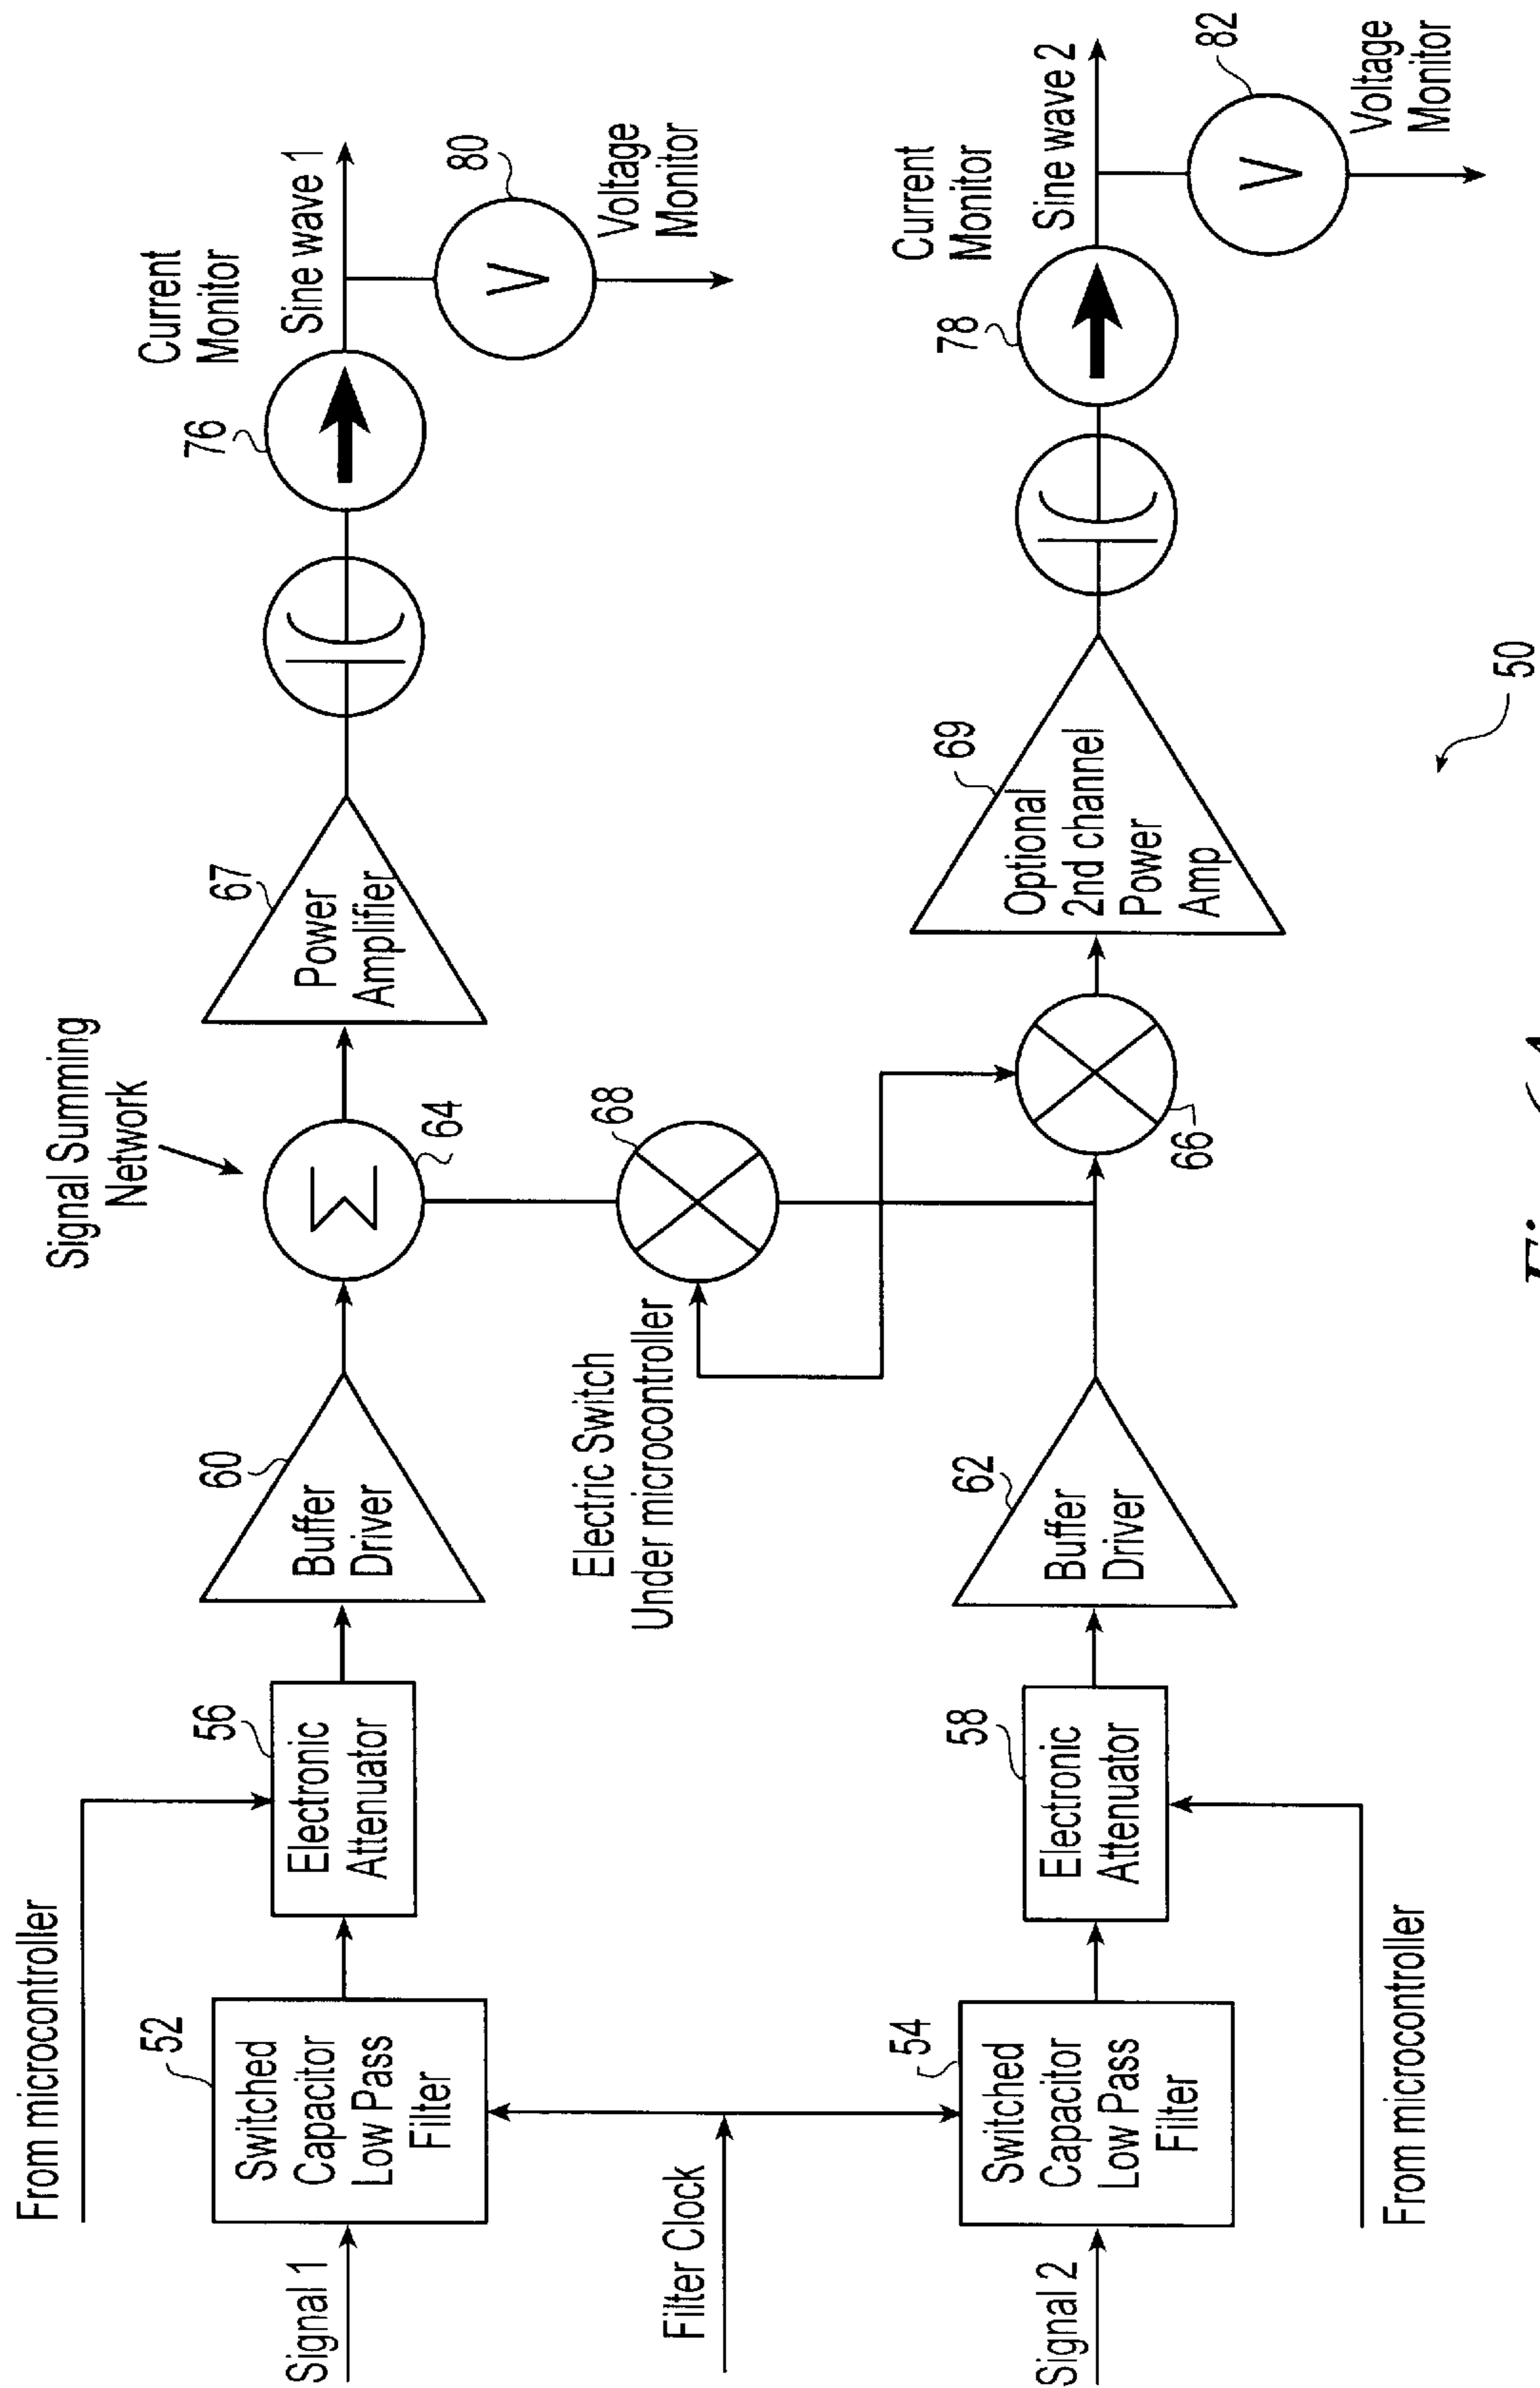 From microcontroller
Signal 1
52
Switched
Capacitor
Low Pass
Filter
56
Electronic
Attenuator
60
Buffer
Driver
Signal Summing
Network
Σ
64
67
Power
Amplifier
76
Current
Monitor
Sine wave 1
80
V
Voltage
Monitor
Filter Clock
Electric Switch
Under microcontroller
68
Signal 2
54
Switched
Capacitor
Low Pass
Filter
58
Electronic
Attenuator
From microcontroller
62
Buffer
Driver
66
69
Optional
2nd channel
Power
Amp
78
Current
Monitor
Sine wave 2
82
V
Voltage
Monitor
50